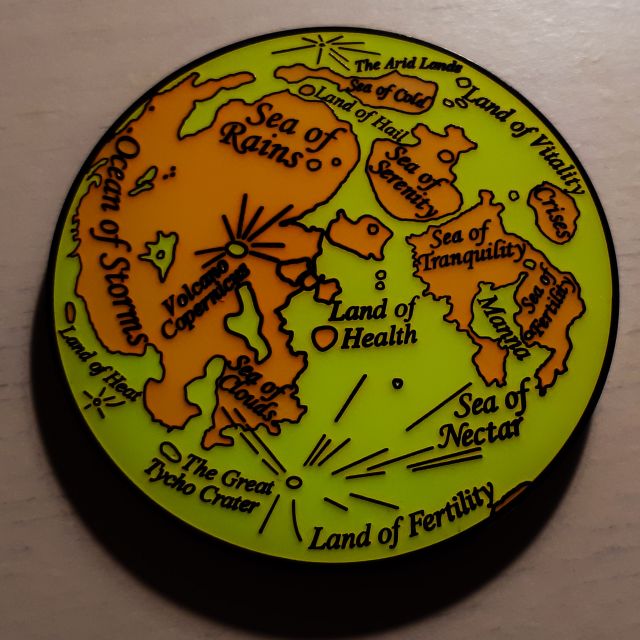 The Arid Lands
Sea of Cold
Land of Hail
Land of Vitality
Sea of
Rains
Ocean of Storms
Sea of
Serenity
Crises
Sea of
Tranquility
Sea of
Fertility
Manna
Volcano
Copernicus
Land of
Health
Land of Heat
Sea of
Clouds
Sea of
Nectar
The Great
Tycho Crater
Land of Fertility